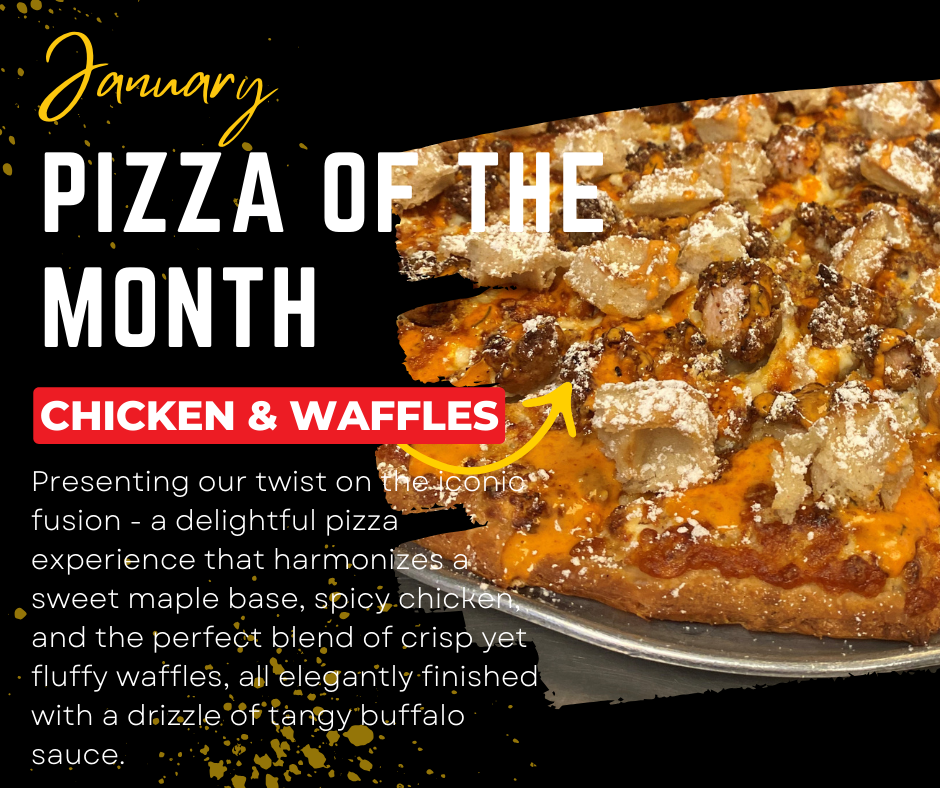 January
PIZZA OF THE
MONTH
CHICKEN & WAFFLES
Presenting our twist on the iconic
fusion - a delightful pizza
experience that harmonizes a
sweet maple base, spicy chicken,
and the perfect blend of crisp yet
fluffy waffles, all elegantly finished
with a drizzle of tangy buffalo
sauce.